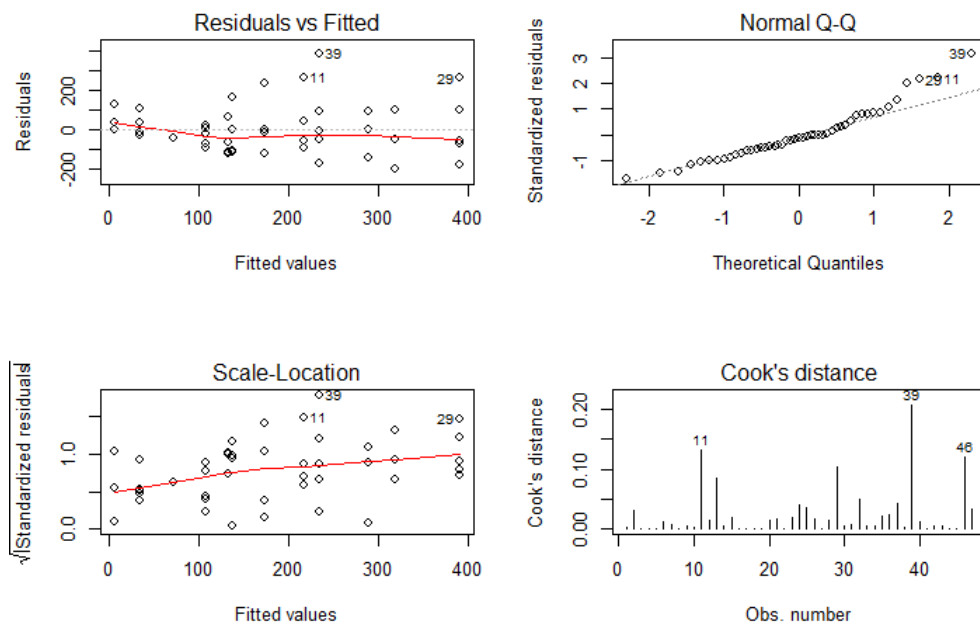 Residuals vs Fitted
Residuals
-200 0 200
39
11
29
0 100 200 300 400
Fitted values
Normal Q-Q
Standardized residuals
-1 1 2 3
39
29 11
-2 -1 0 1 2
Theoretical Quantiles
Scale-Location
√|Standardized residuals
0.0 1.0
39
11
29
0 100 200 300 400
Fitted values
Cook's distance
Cook's distance
0.00 0.10 0.20
11
39
46
0 10 20 30 40
Obs. number